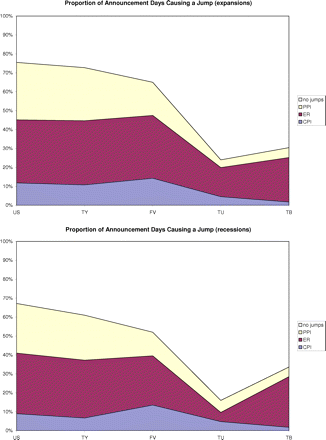 Proportion of Announcement Days Causing a Jump (expansions)
100%
90%
80%
70%
60%
50%
40%
30%
20%
10%
0%
US TY FV TU TB
no jumps
PPI
ER
CPI
Proportion of Announcement Days Causing a Jump (recessions)
100%
90%
80%
70%
60%
50%
40%
30%
20%
10%
0%
US TY FV TU TB
no jumps
PPI
ER
CPI